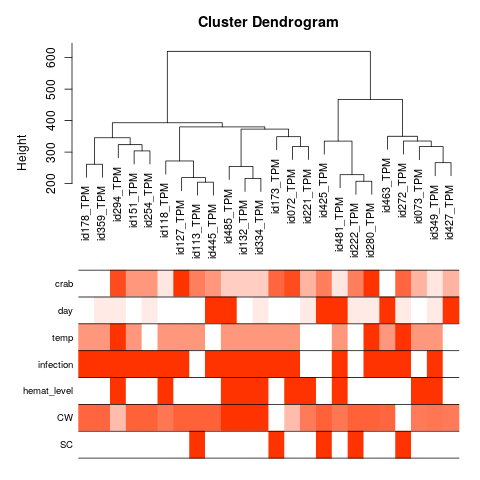 Cluster Dendrogram
Height
600
500
400
300
200
id178_TPM
id359_TPM
id294_TPM
id151_TPM
id254_TPM
id118_TPM
id127_TPM
id113_TPM
id445_TPM
id485_TPM
id132_TPM
id334_TPM
id173_TPM
id072_TPM
id221_TPM
id425_TPM
id481_TPM
id222_TPM
id280_TPM
id463_TPM
id272_TPM
id073_TPM
id349_TPM
id427_TPM
crab
day
temp
infection
hemat_level
CW
SC